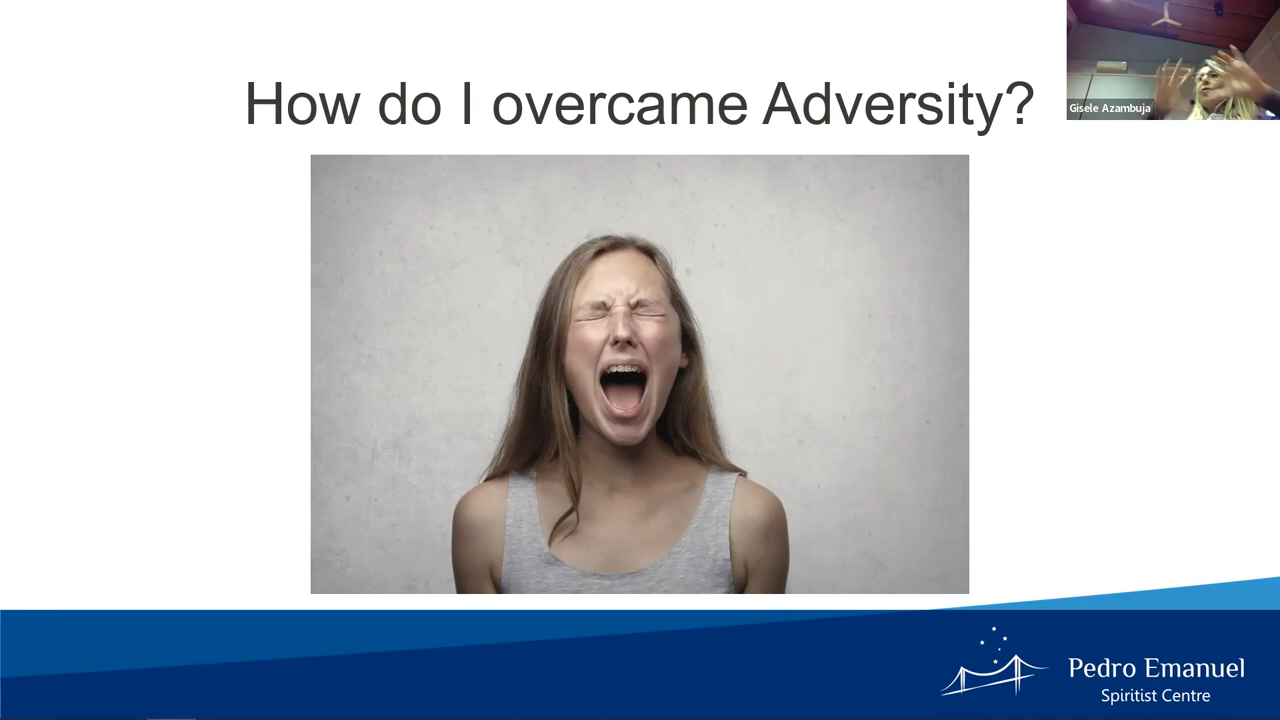 How do I overcame Adversity?
Gisele Azambuja
Pedro Emanuel
Spiritist Centre